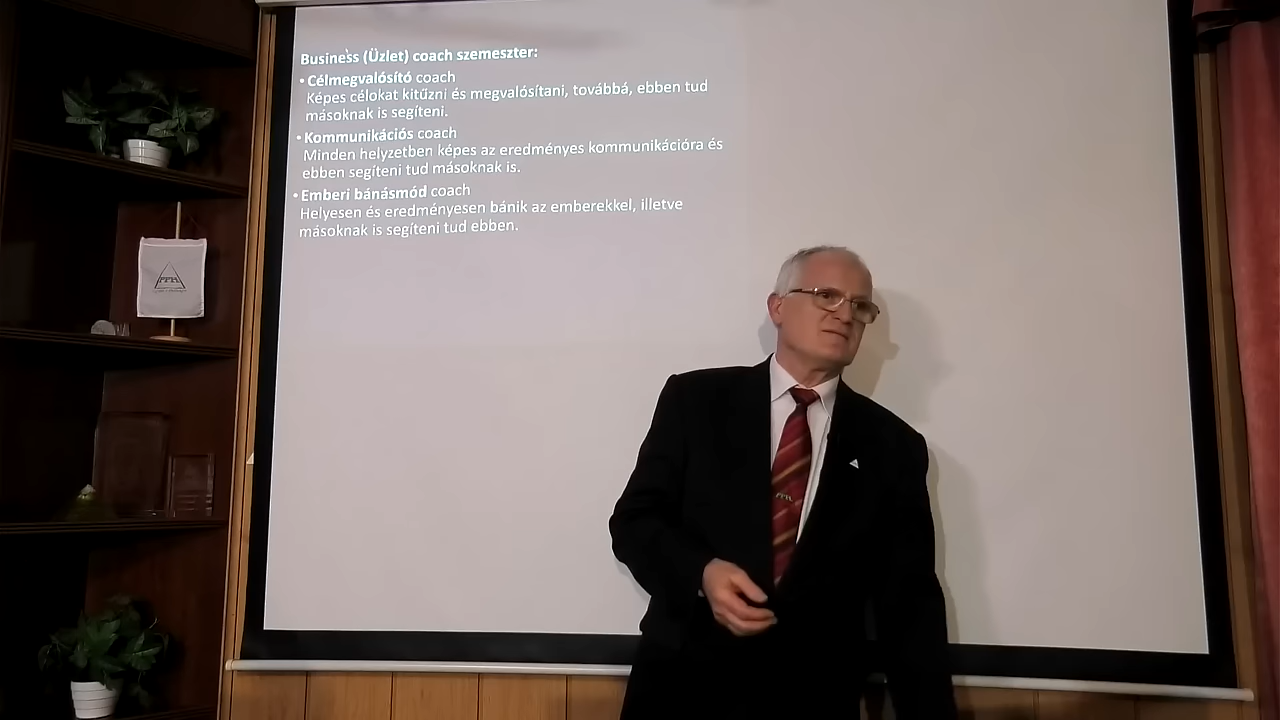 Business (Üzlet) coach szemeszter:
• Célmegvalósító coach
Képes célokat kitűzni és megvalósítani, továbbá, ebben tud
másoknak is segíteni.
• Kommunikációs coach
Minden helyzetben képes az eredményes kommunikációra és
ebben segíteni tud másoknak is.
• Emberi bánásmód coach
Helyesen és eredményesen bánik az emberekkel, illetve
másoknak is segíteni tud ebben.